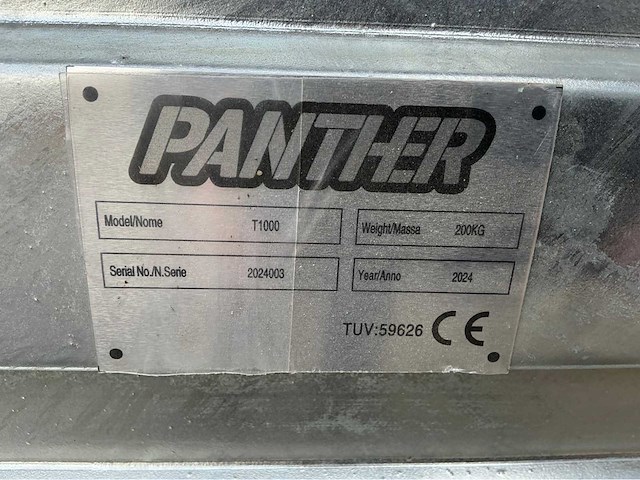 PANTHER
Model/Nome T1000
Weight/Massa 200KG
Serial No./N.Serie 2024003
Year/Anno 2024
TUV:59626 CE